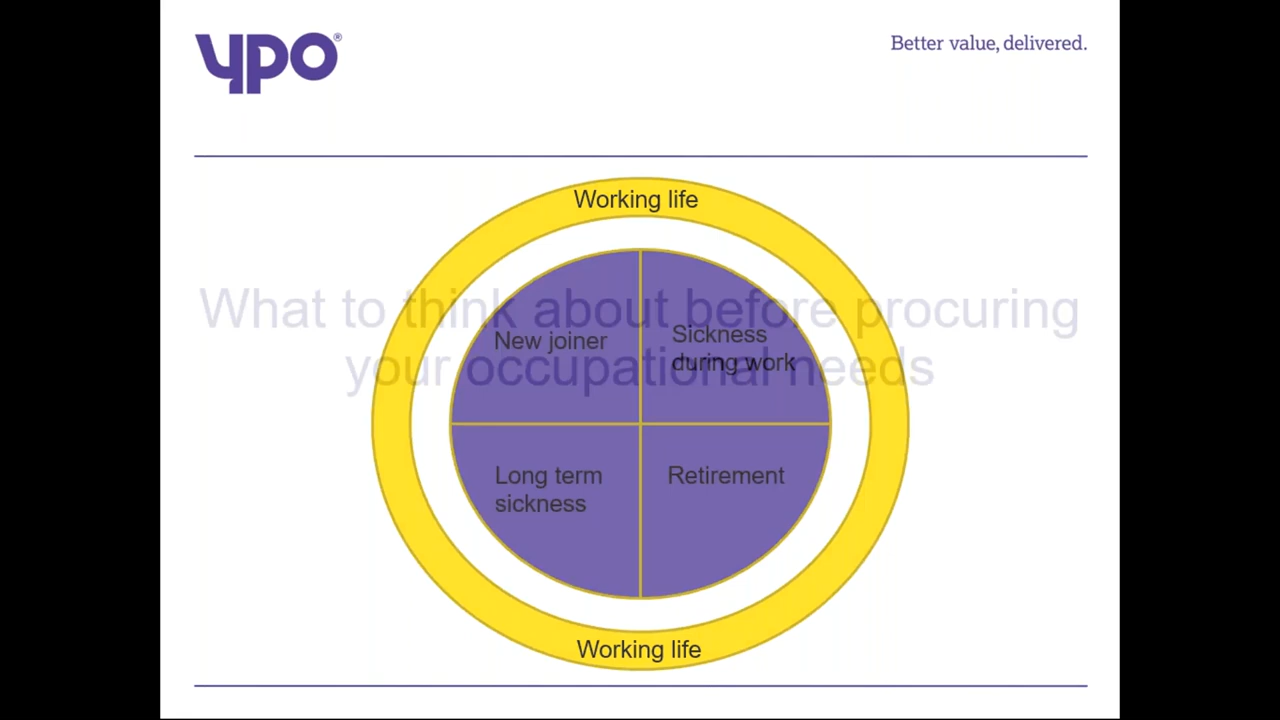 ypo®
Better value, delivered.
Working life
What to think about before procuring
your occupational needs
New joiner
Sickness
during work
Long term
sickness
Retirement
Working life